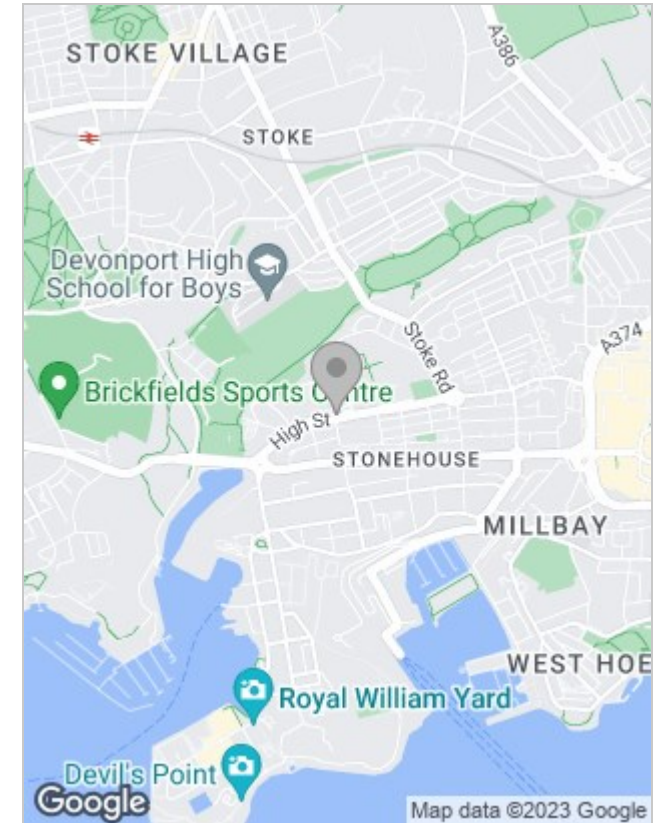 STOKE VILLAGE
A386
STOKE
Devonport High
School for Boys
Stoke Rd
A374
Brickfields Sports Centre
High St
STONEHOUSE
MILLBAY
WEST HOE
Royal William Yard
Devil's Point
Google
Map data ©2023 Google